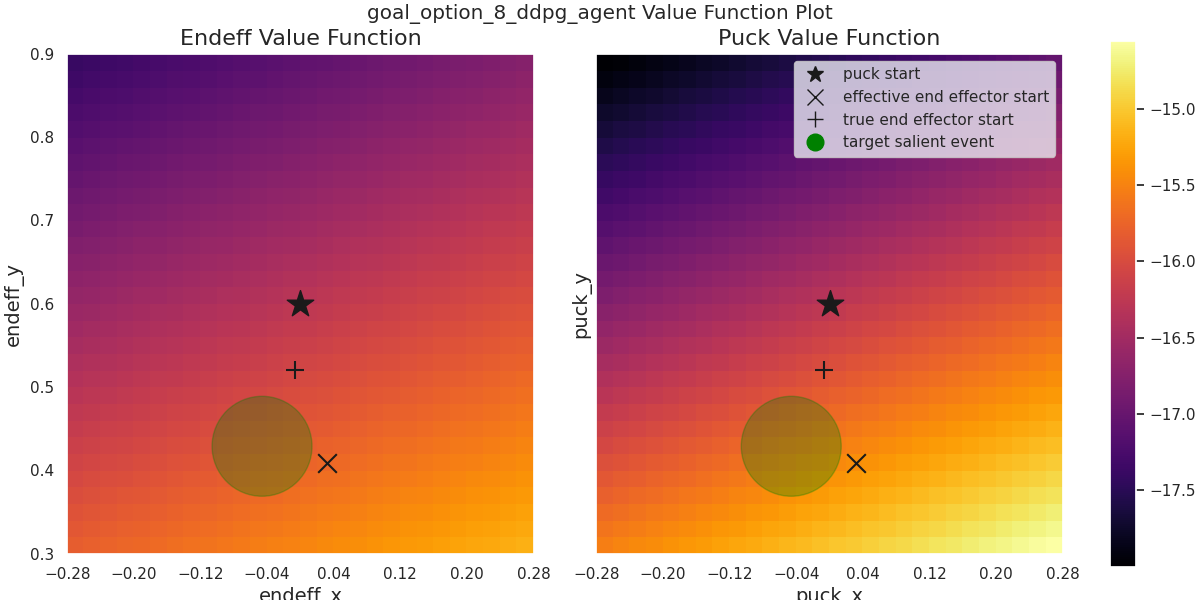 goal_option_8_ddpg_agent Value Function Plot
Endeff Value Function
endeff_y
0.9
0.8
0.7
0.6
0.5
0.4
0.3
−0.28 −0.20 −0.12 −0.04 0.04 0.12 0.20 0.28
endeff_x
Puck Value Function
puck_y
puck start
effective end effector start
true end effector start
target salient event
−0.28 −0.20 −0.12 −0.04 0.04 0.12 0.20 0.28
puck_x
−15.0
−15.5
−16.0
−16.5
−17.0
−17.5